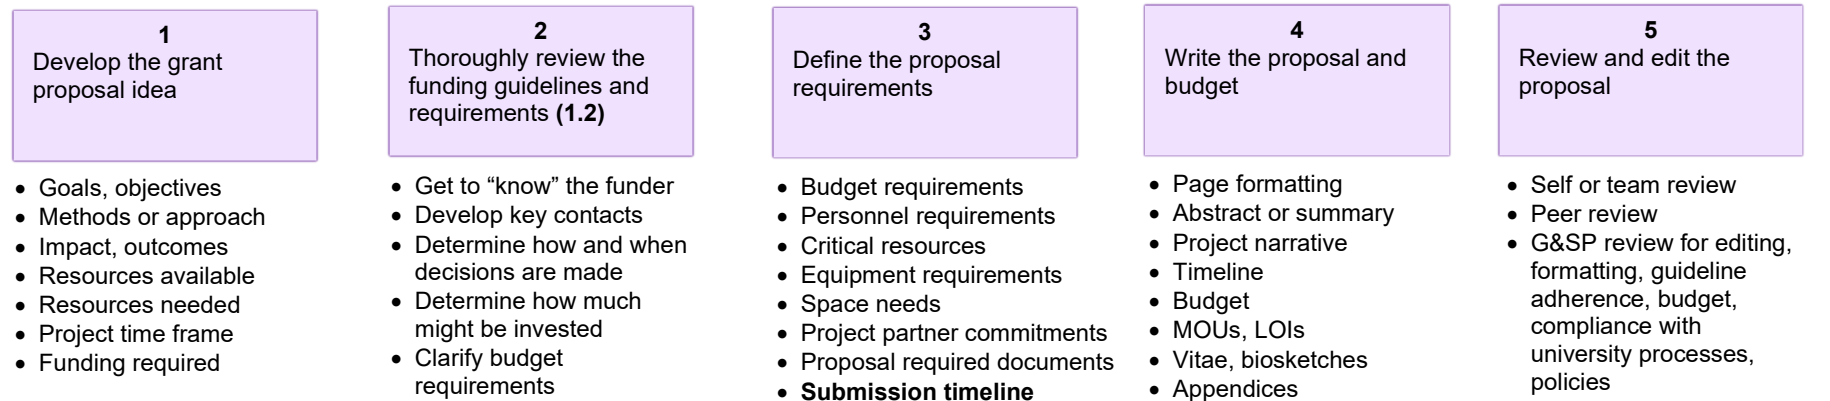 1
Develop the grant
proposal idea
• Goals, objectives
• Methods or approach
• Impact, outcomes
• Resources available
• Resources needed
• Project time frame
• Funding required
2
Thoroughly review the
funding guidelines and
requirements (1.2)
• Get to “know” the funder
• Develop key contacts
• Determine how and when
decisions are made
• Determine how much
might be invested
• Clarify budget
requirements
3
Define the proposal
requirements
• Budget requirements
• Personnel requirements
• Critical resources
• Equipment requirements
• Space needs
• Project partner commitments
• Proposal required documents
• Submission timeline
4
Write the proposal and
budget
• Page formatting
• Abstract or summary
• Project narrative
• Timeline
• Budget
• MOUs, LOIs
• Vitae, biosketches
• Appendices
5
Review and edit the
proposal
• Self or team review
• Peer review
• G&SP review for editing,
formatting, guideline
adherence, budget,
compliance with
university processes,
policies